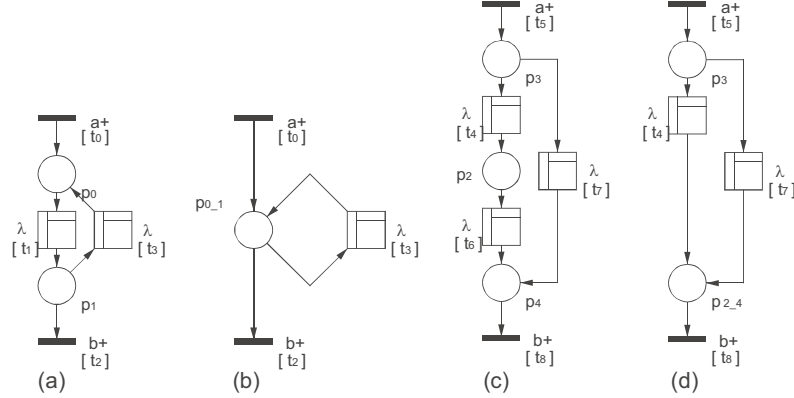 a+
[ t0]
p0
λ
[ t1]
λ
[ t3]
p1
b+
[ t2]
(a)
a+
[ t0]
p0_1
λ
[ t3]
b+
[ t2]
(b)
a+
[ t5]
p3
λ
[ t4]
p2
λ
[ t7]
λ
[ t6]
p4
b+
[ t8]
(c)
a+
[ t5]
p3
λ
[ t4]
λ
[ t7]
p2_4
b+
[ t8]
(d)